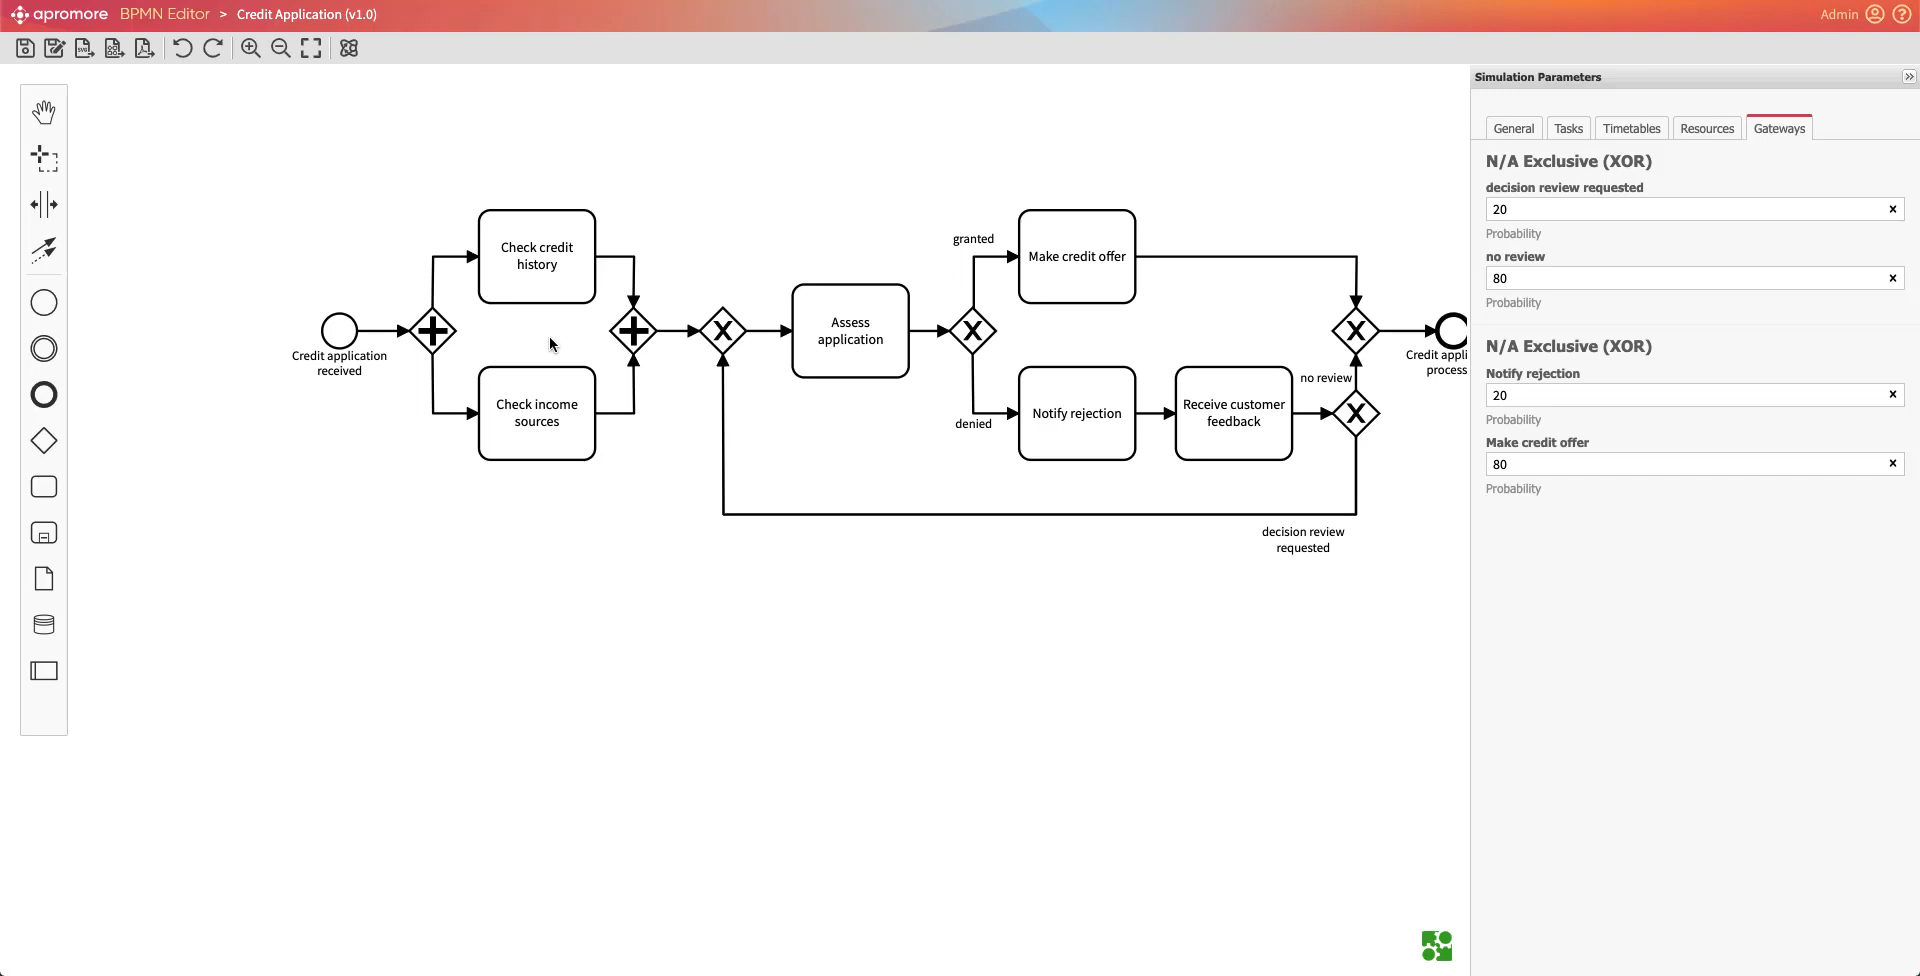 apromore BPMN Editor > Credit Application (v1.0)
Admin
Simulation Parameters
General Tasks Timetables Resources Gateways
N/A Exclusive (XOR)
decision review requested
20
Probability
no review
80
Probability
N/A Exclusive (XOR)
Notify rejection
20
Probability
Make credit offer
80
Probability
Credit application
received
Check credit
history
Check income
sources
Assess
application
granted
denied
Make credit offer
Notify rejection
Receive customer
feedback
no review
decision review
requested
Credit appli
process